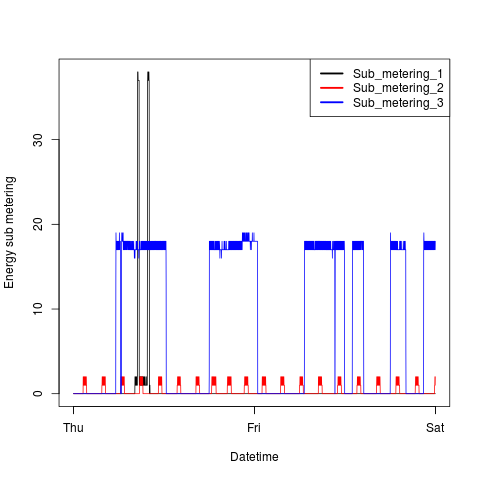 Sub_metering_1
Sub_metering_2
Sub_metering_3
Energy sub metering
30
20
10
0
Thu Fri Sat
Datetime